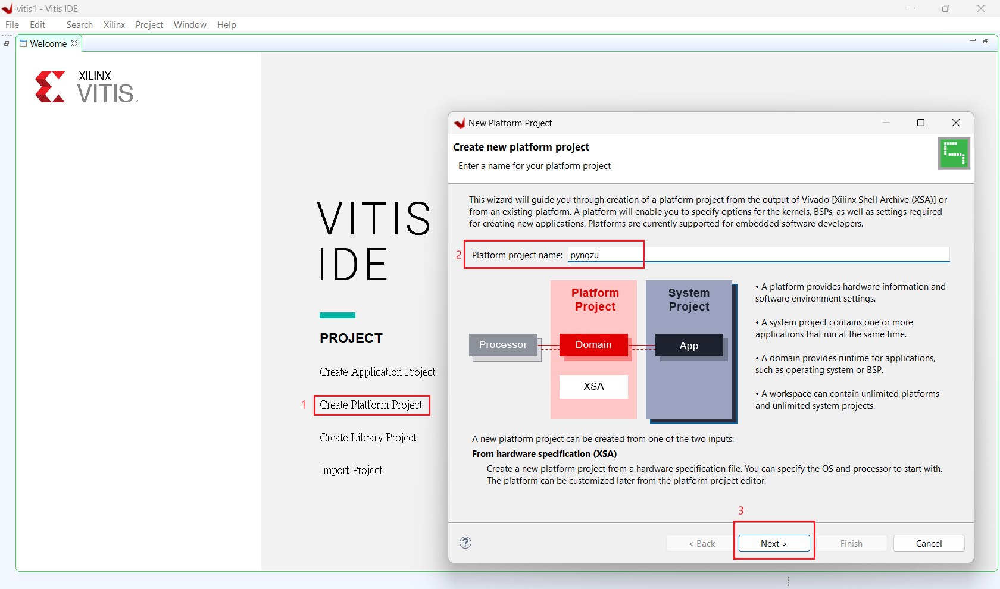 vitis1 - Vitis IDE
File Edit Search Xilinx Project Window Help
Welcome
XILINX
VITIS
VITIS
IDE
PROJECT
Create Application Project
1 Create Platform Project
Create Library Project
Import Project
New Platform Project
Create new platform project
Enter a name for your platform project
This wizard will guide you through creation of a platform project from the output of Vivado [Xilinx Shell Archive (XSA)] or
from an existing platform. A platform will enable you to specify options for the kernels, BSPs, as well as settings required
for creating new applications. Platforms are currently supported for embedded software developers.
2 Platform project name: pynqzu
Platform
Project
System
Project
Processor
Domain
App
XSA
• A platform provides hardware information and
software environment settings.
• A system project contains one or more
applications that run at the same time.
• A domain provides runtime for applications,
such as operating system or BSP.
• A workspace can contain unlimited platforms
and unlimited system projects.
A new platform project can be created from one of the two inputs:
From hardware specification (XSA)
Create a new platform project from a hardware specification file. You can specify the OS and processor to start with.
The platform can be customized later from the platform project editor.
3
? < Back Next > Finish Cancel